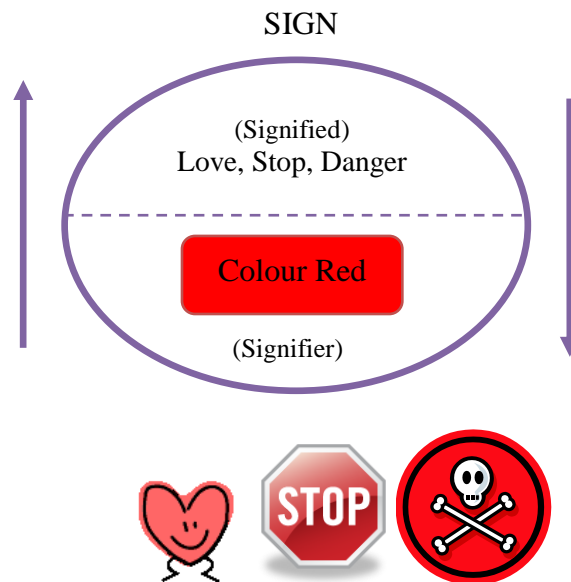 SIGN
(Signified)
Love, Stop, Danger
Colour Red
(Signifier)
STOP